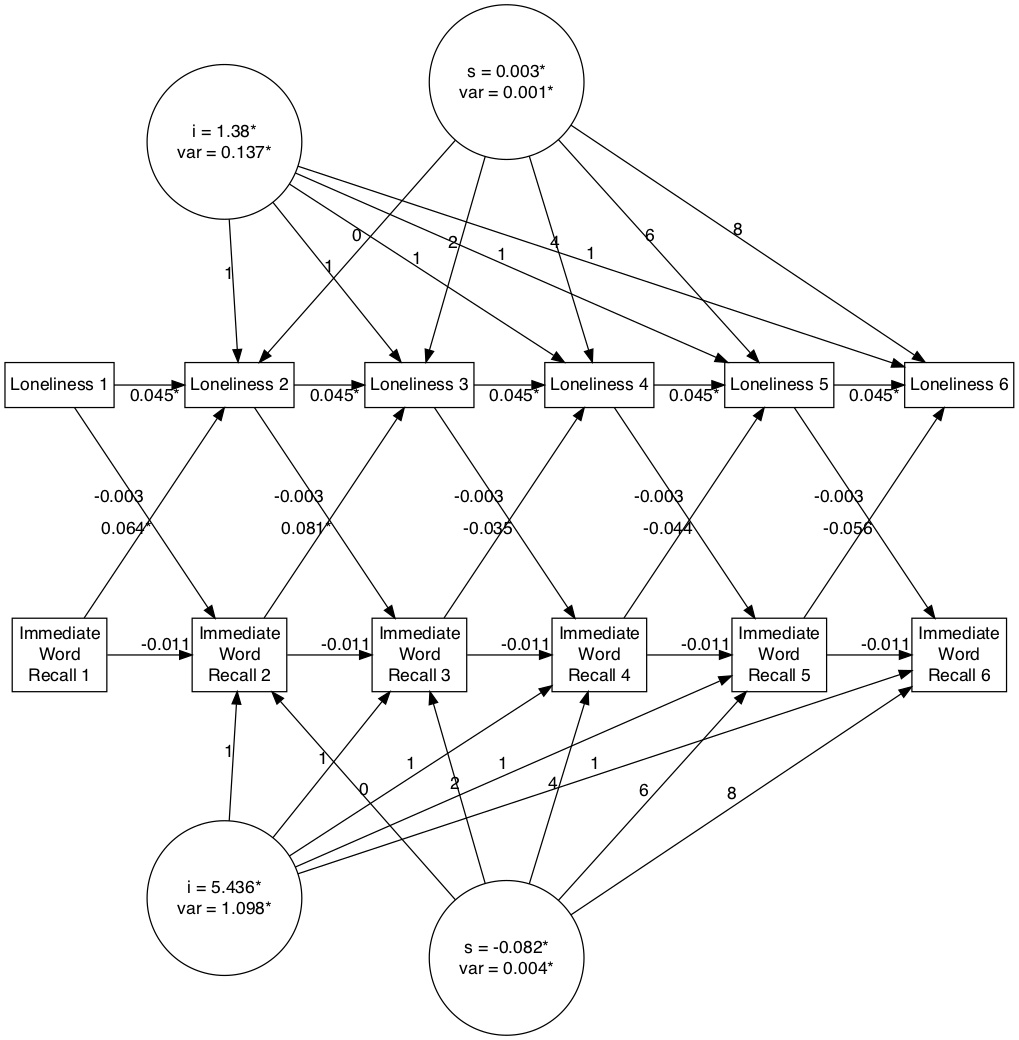 s = 0.003*
var = 0.001*
i = 1.38*
var = 0.137*
0
2
4
6
8
1
1
1
1
1
Loneliness 1
Loneliness 2
Loneliness 3
Loneliness 4
Loneliness 5
Loneliness 6
0.045*
0.045*
0.045*
0.045*
0.045*
-0.003
-0.003
-0.003
-0.003
-0.003
0.064*
0.081*
-0.035
-0.044
-0.056
Immediate
Word
Recall 1
Immediate
Word
Recall 2
Immediate
Word
Recall 3
Immediate
Word
Recall 4
Immediate
Word
Recall 5
Immediate
Word
Recall 6
-0.011
-0.011
-0.011
-0.011
-0.011
1
1
1
1
1
0
2
4
6
8
i = 5.436*
var = 1.098*
s = -0.082*
var = 0.004*